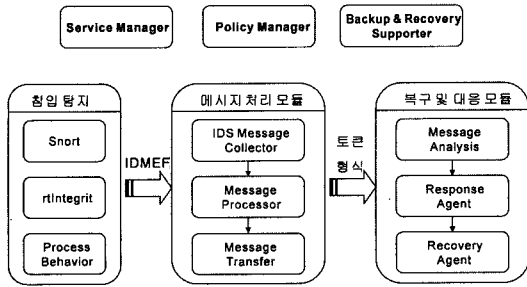 Service Manager
Policy Manager
Backup & Recovery
Supporter
침입 탐지
Snort
rtIntegrit
Process
Behavior
IDMEF
메시지 처리 모듈
IDS Message
Collector
Message
Processor
Message
Transfer
토큰
형식
복구 및 대응 모듈
Message
Analysis
Response
Agent
Recovery
Agent